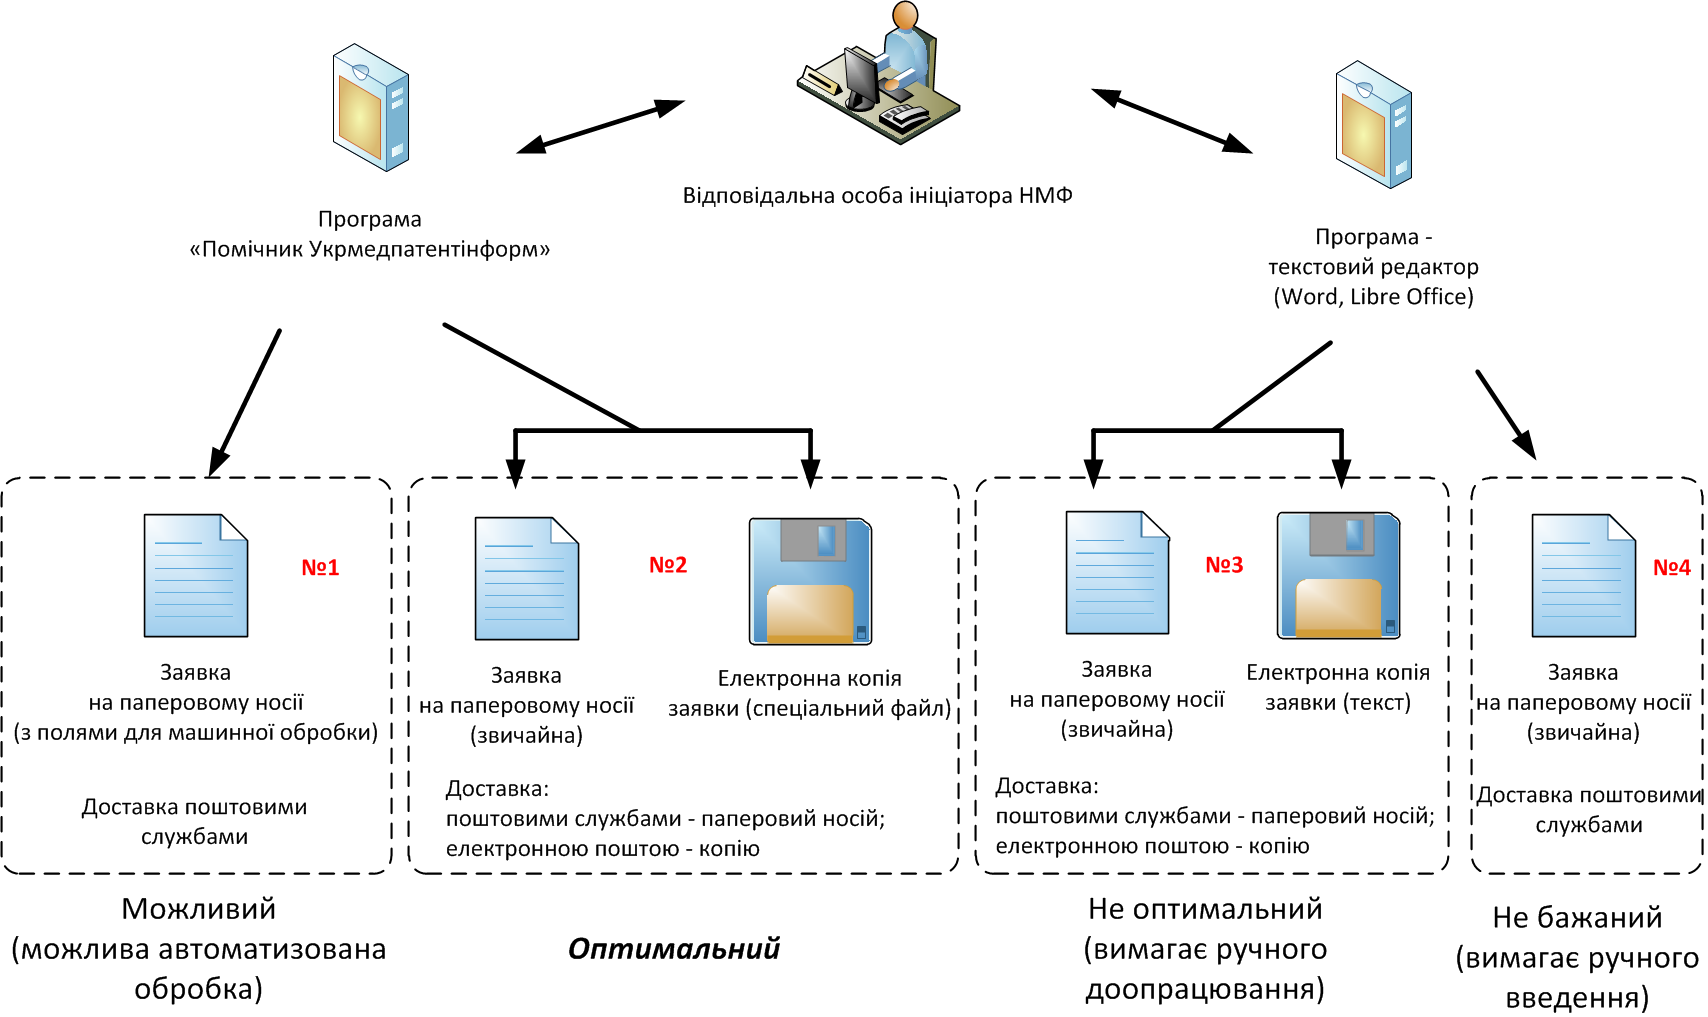 Відповідальна особа ініціатора НМФ
Програма
«Помічник Укрмедпатентінформ»
Програма -
текстовий редактор
(Word, Libre Office)
№1
Заявка
на паперовому носії
(з полями для машинної обробки)
Доставка поштовими
службами
№2
Заявка
на паперовому носії
(звичайна)
Електронна копія
заявки (спеціальний файл)
Доставка:
поштовими службами - паперовий носій;
електронною поштою - копію
№3
Заявка
на паперовому носії
(звичайна)
Електронна копія
заявки (текст)
Доставка:
поштовими службами - паперовий носій;
електронною поштою - копію
№4
Заявка
на паперовому носії
(звичайна)
Доставка поштовими
службами
Можливий
(можлива автоматизована
обробка)
Оптимальний
Не оптимальний
(вимагає ручного
доопрацювання)
Не бажаний
(вимагає ручного
введення)